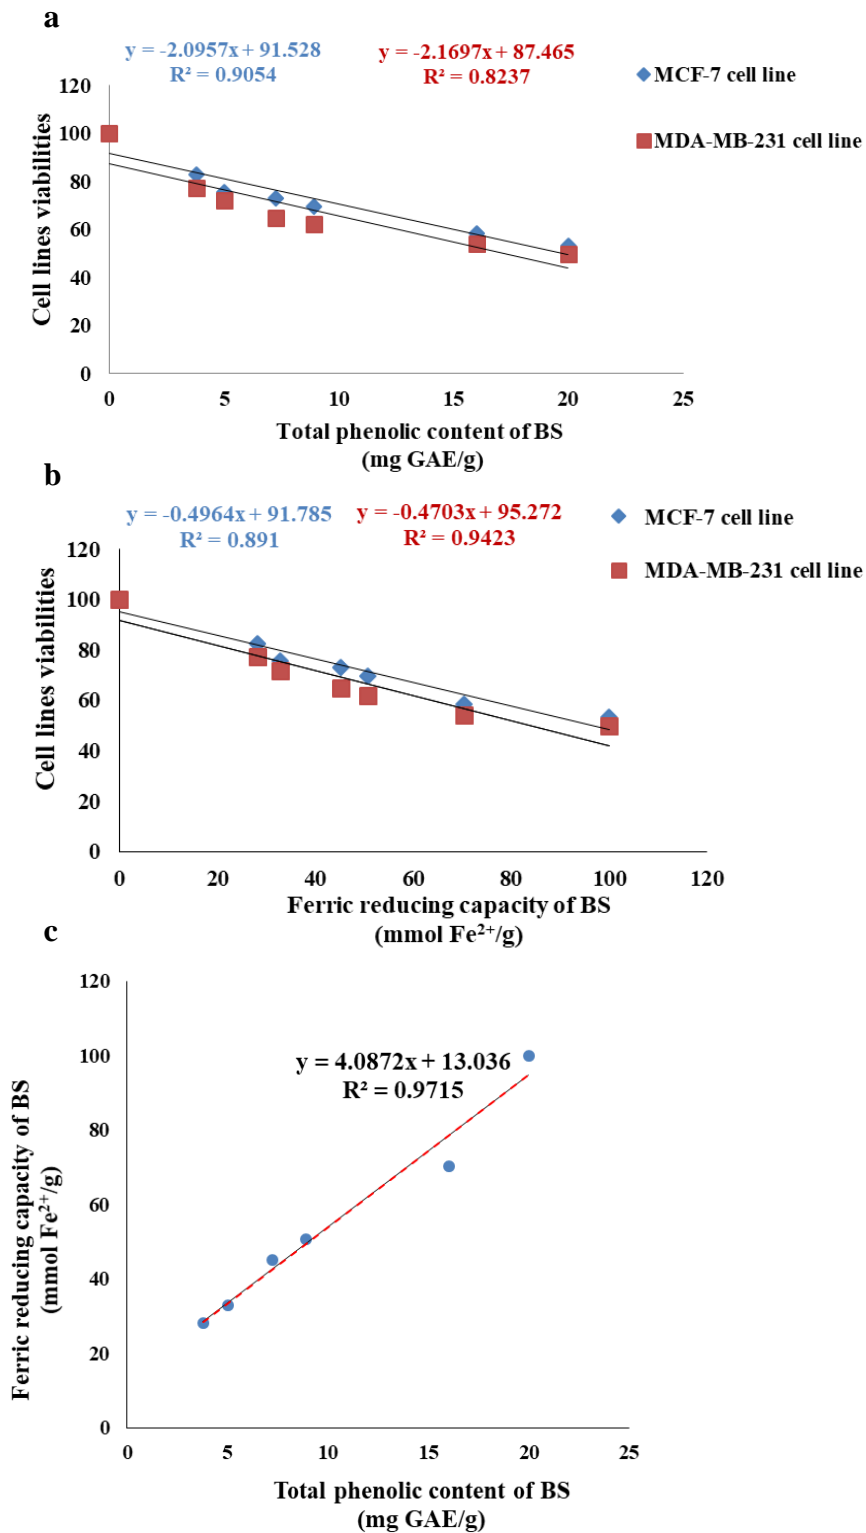 a
y = -2.0957x + 91.528
R² = 0.9054
y = -2.1697x + 87.465
R² = 0.8237
MCF-7 cell line
MDA-MB-231 cell line
Cell lines viabilities
120
100
80
60
40
20
0
0 5 10 15 20 25
Total phenolic content of BS
(mg GAE/g)
b
y = -0.4964x + 91.785
R² = 0.891
y = -0.4703x + 95.272
R² = 0.9423
MCF-7 cell line
MDA-MB-231 cell line
Cell lines viabilities
120
100
80
60
40
20
0
0 20 40 60 80 100 120
Ferric reducing capacity of BS
(mmol Fe²⁺/g)
c
y = 4.0872x + 13.036
R² = 0.9715
Ferric reducing capacity of BS
(mmol Fe²⁺/g)
120
100
80
60
40
20
0
0 5 10 15 20 25
Total phenolic content of BS
(mg GAE/g)